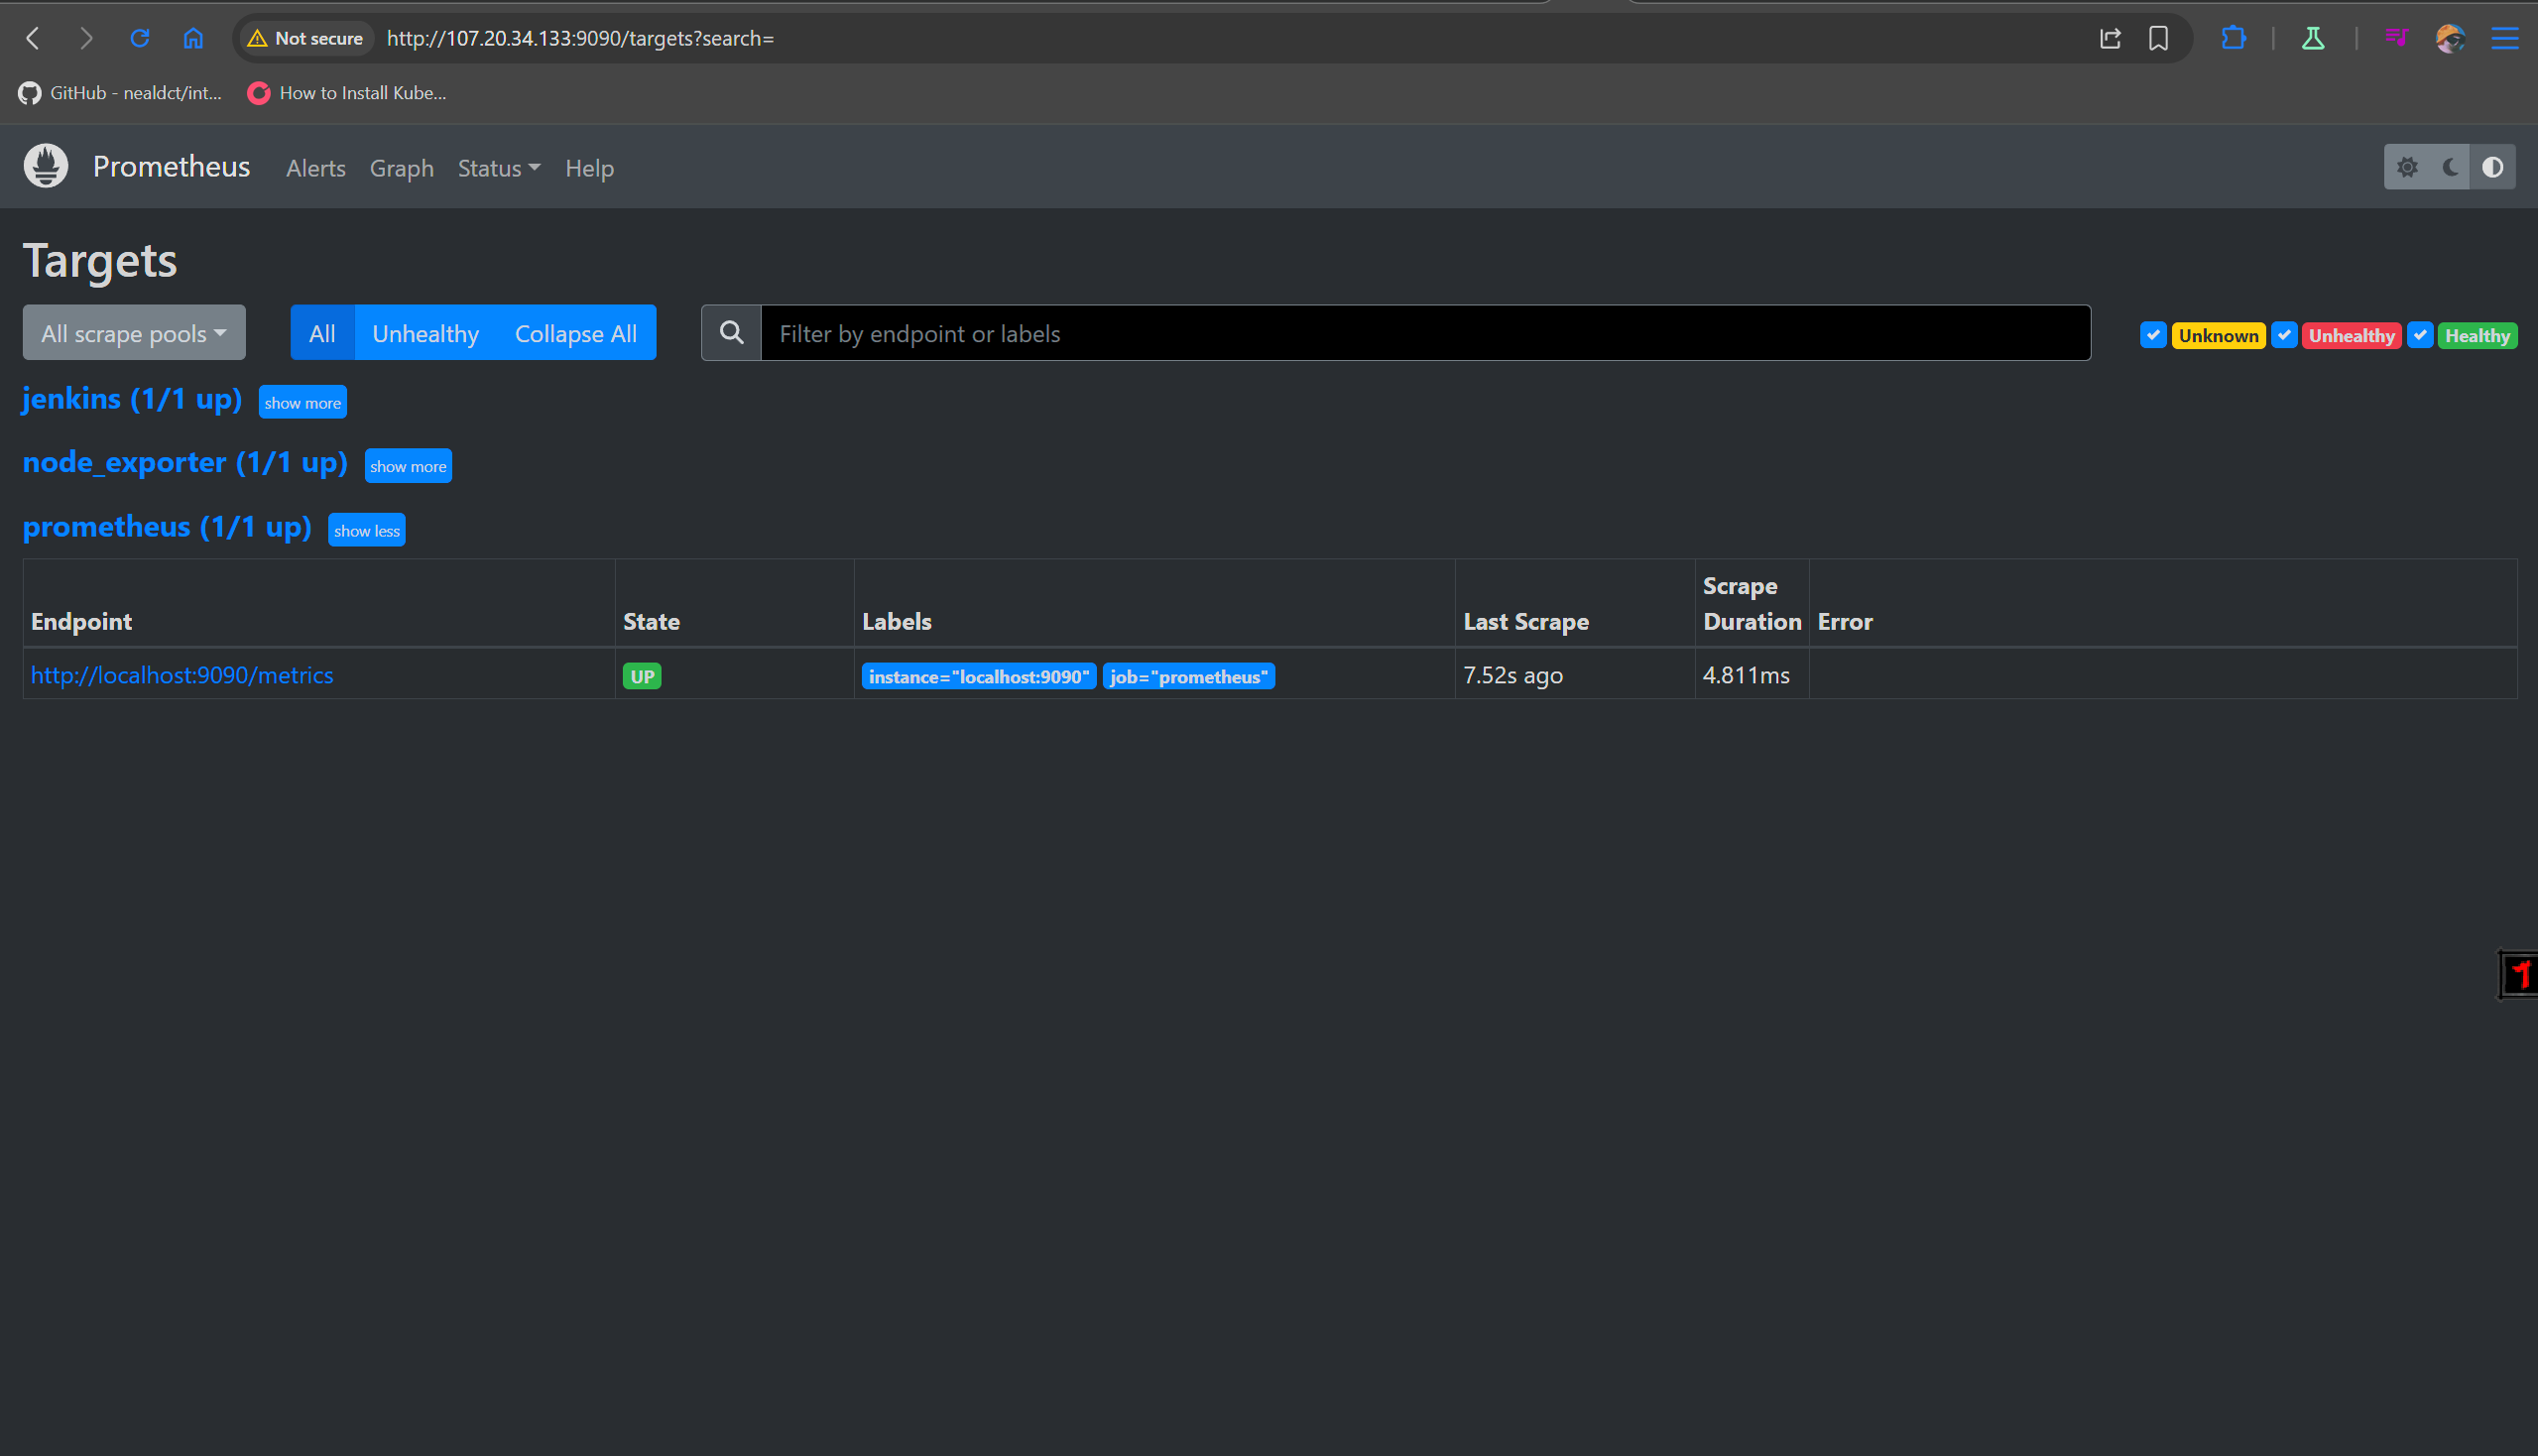 Not secure http://107.20.34.133:9090/targets?search=
GitHub - nealdct/int... How to Install Kube...
Prometheus Alerts Graph Status Help
Targets
All scrape pools All Unhealthy Collapse All Filter by endpoint or labels Unknown Unhealthy Healthy
jenkins (1/1 up) show more
node_exporter (1/1 up) show more
prometheus (1/1 up) show less
Endpoint State Labels Last Scrape Scrape Duration Error
http://localhost:9090/metrics UP instance="localhost:9090" job="prometheus" 7.52s ago 4.811ms